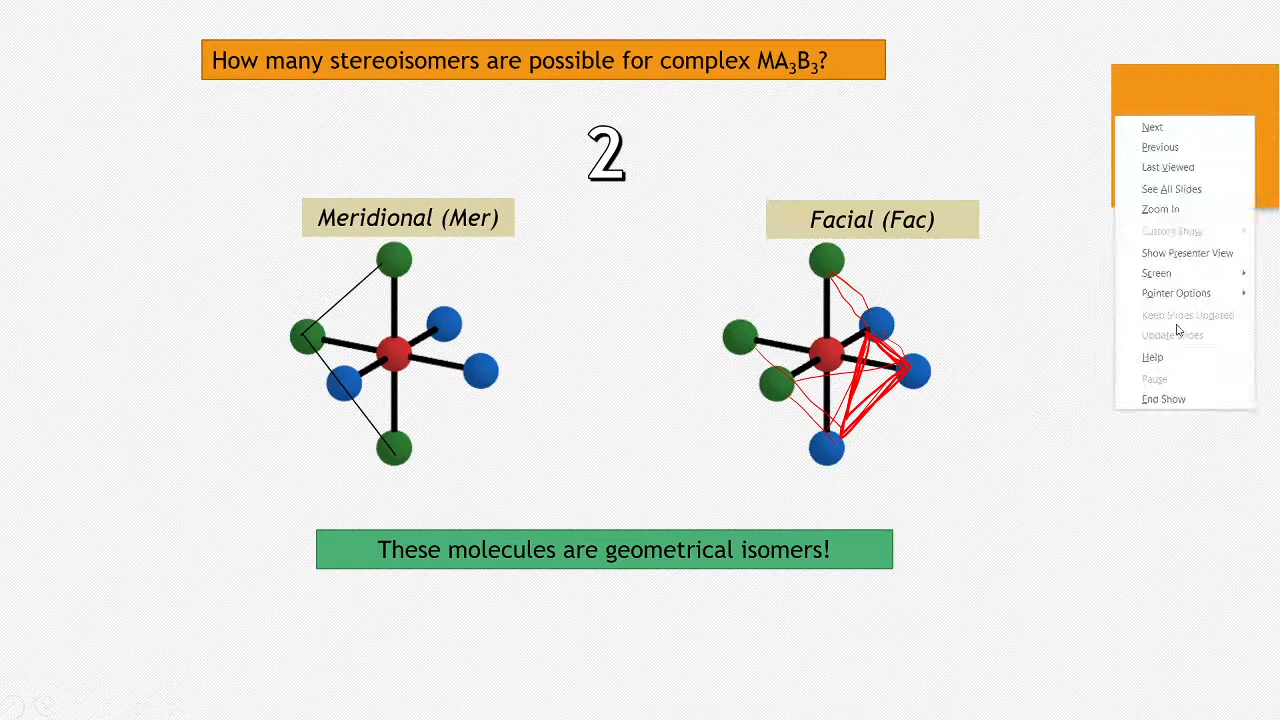 How many stereoisomers are possible for complex MA₃B₃?
2
Meridional (Mer)
Facial (Fac)
These molecules are geometrical isomers!
Next
Previous
Last Viewed
See All Slides
Zoom In
Custom Show
Show Presenter View
Screen
Pointer Options
Keep Slides Updated
Update Slides
Help
Pause
End Show